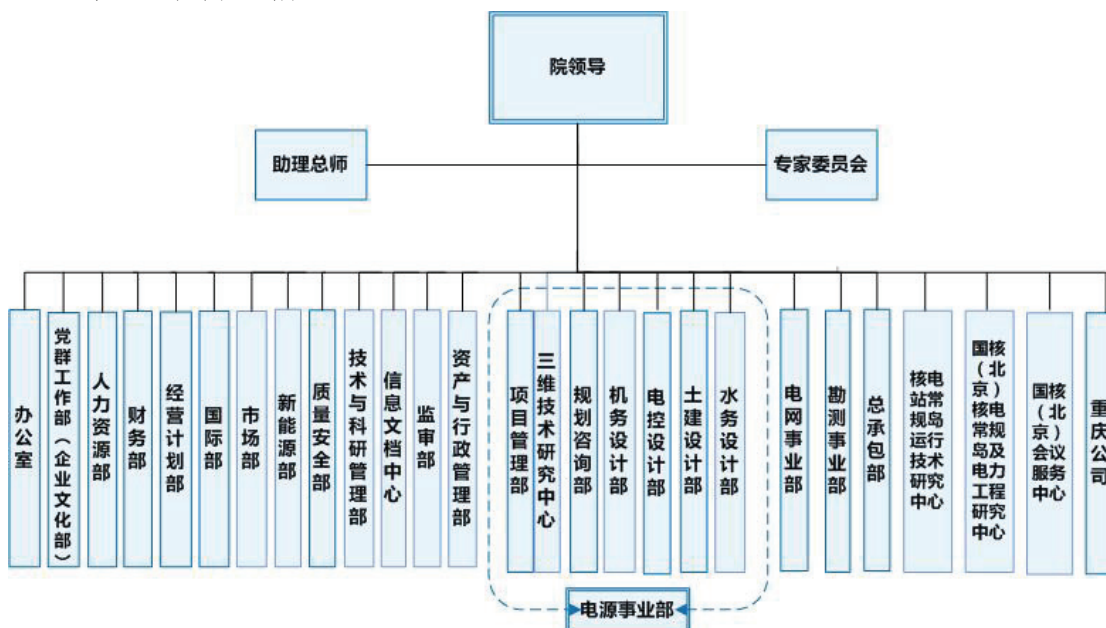 院领导
助理总师
专家委员会
办公室
党群工作部（企业文化部）
人力资源部
财务部
经营计划部
国际部
市场部
新能源部
质量安全部
技术与科研管理部
信息文档中心
监审部
资产与行政管理部
项目管理部
三维技术研究中心
规划咨询部
机务设计部
电控设计部
土建设计部
水务设计部
电网事业部
勘测事业部
总承包部
核电站常规岛运行技术研究中心
国核（北京）核电常规岛及电力工程研究中心
国核（北京）会议服务中心
重庆公司
电源事业部